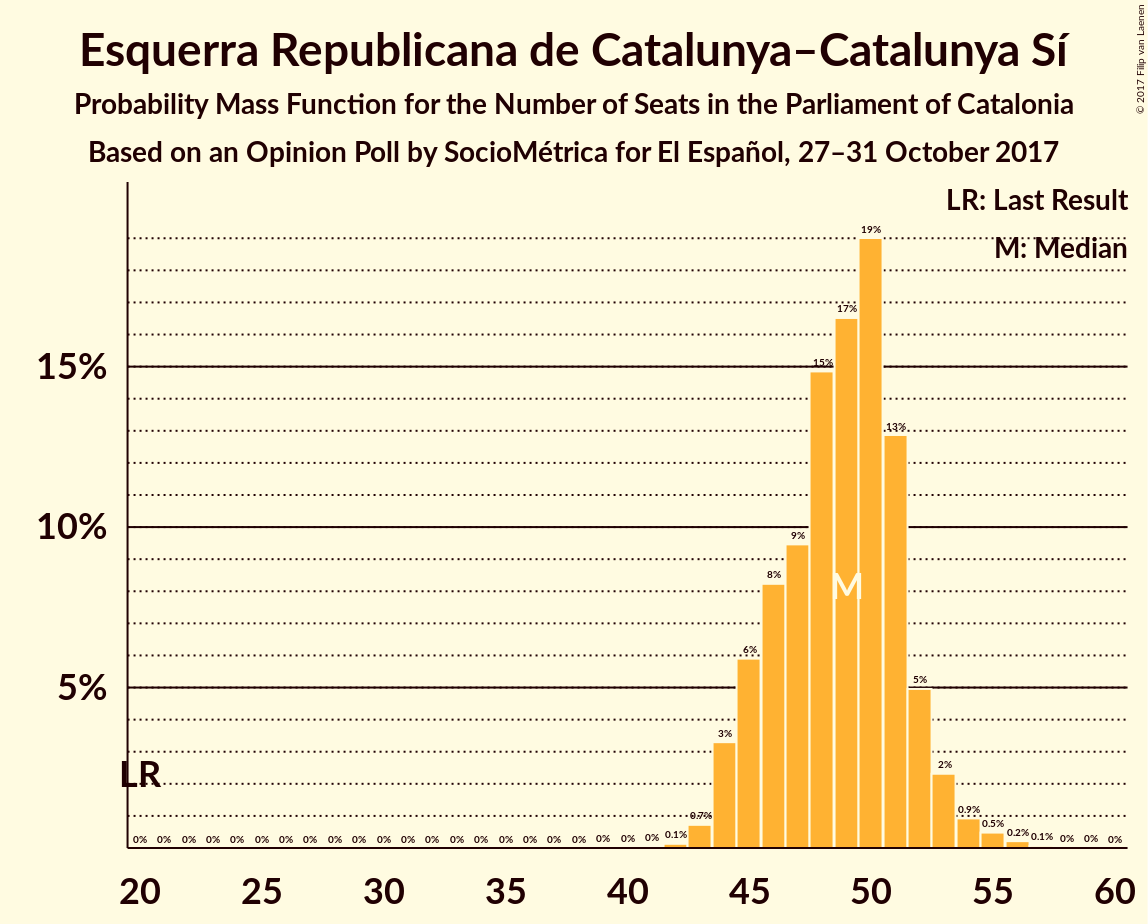 Esquerra Republicana de Catalunya–Catalunya Sí
Probability Mass Function for the Number of Seats in the Parliament of Catalonia
Based on an Opinion Poll by SocioMétrica for El Español, 27–31 October 2017
© 2017 Filip van Laenen
LR: Last Result
M: Median
19%
17%
15%
15%
13%
10%
9%
8%
M
6%
5%
5%
3%
2%
LR
0.9%
0.7%
0.5%
0% 0% 0% 0% 0% 0% 0% 0% 0% 0% 0% 0% 0% 0% 0% 0% 0% 0% 0% 0% 0% 0% 0.1% 0.2% 0.1% 0% 0% 0%
20 25 30 35 40 45 50 55 60